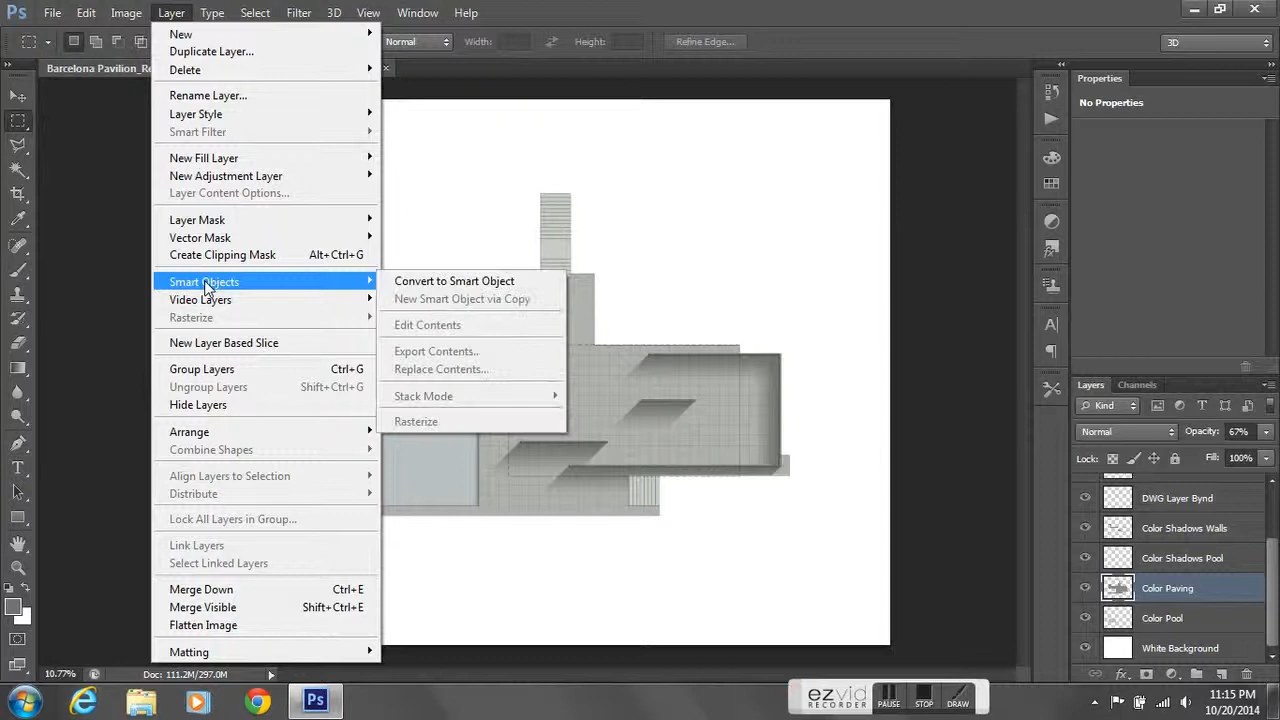 Ps File Edit Image Layer Type Select Filter 3D View Window Help
Normal Width: Height: Refine Edge... 3D
Barcelona Pavilion_Re
New
Duplicate Layer...
Delete
Rename Layer...
Layer Style
Smart Filter
New Fill Layer
New Adjustment Layer
Layer Content Options...
Layer Mask
Vector Mask
Create Clipping Mask Alt+Ctrl+G
Smart Objects
Video Layers
Rasterize
New Layer Based Slice
Group Layers Ctrl+G
Ungroup Layers Shift+Ctrl+G
Hide Layers
Arrange
Combine Shapes
Align Layers to Selection
Distribute
Lock All Layers in Group...
Link Layers
Select Linked Layers
Merge Down Ctrl+E
Merge Visible Shift+Ctrl+E
Flatten Image
Matting
Convert to Smart Object
New Smart Object via Copy
Edit Contents
Export Contents...
Replace Contents...
Stack Mode
Rasterize
Properties
No Properties
Layers Channels
Kind
Normal Opacity: 67%
Lock: Fill: 100%
DWG Layer Bynd
Color Shadows Walls
Color Shadows Pool
Color Paving
Color Pool
White Background
10.77% Doc: 111.2M/297.0M
Ps
ezvid
RECORDER
PAUSE STOP DRAW
11:15 PM
10/20/2014